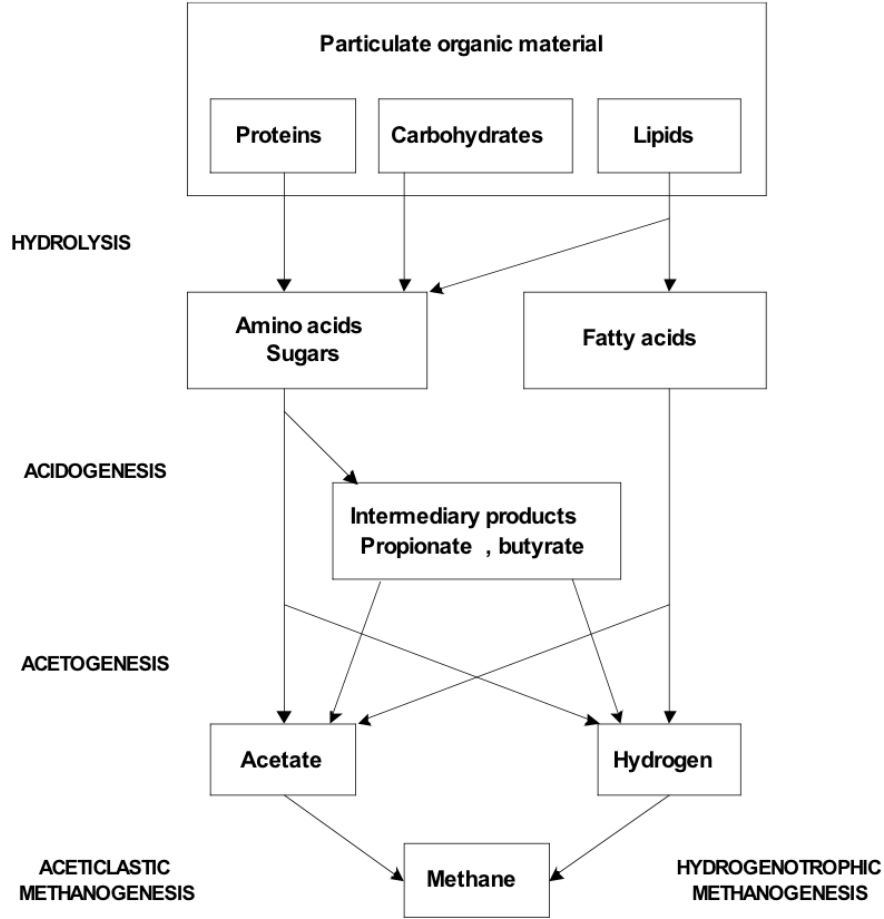 Particulate organic material
Proteins
Carbohydrates
Lipids
HYDROLYSIS
Amino acids
Sugars
Fatty acids
ACIDOGENESIS
Intermediary products
Propionate , butyrate
ACETOGENESIS
Acetate
Hydrogen
ACETICLASTIC
METHANOGENESIS
Methane
HYDROGENOTROPHIC
METHANOGENESIS